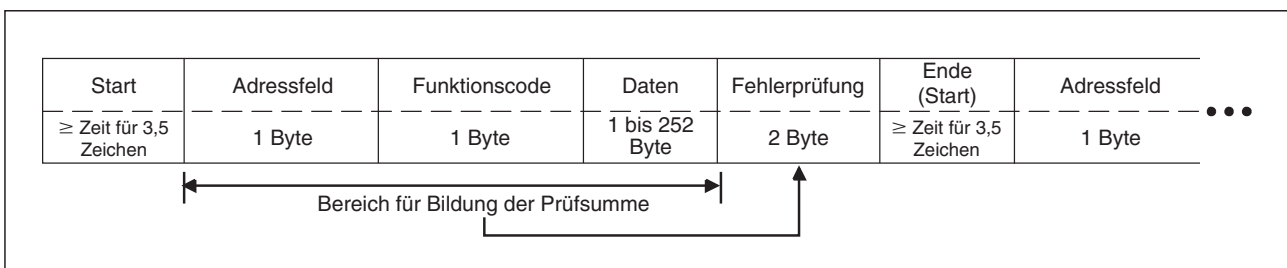 Start Adressfeld Funktionscode Daten Fehlerprüfung Ende (Start) Adressfeld
≥ Zeit für 3,5 Zeichen 1 Byte 1 Byte 1 bis 252 Byte 2 Byte ≥ Zeit für 3,5 Zeichen 1 Byte
Bereich für Bildung der Prüfsumme